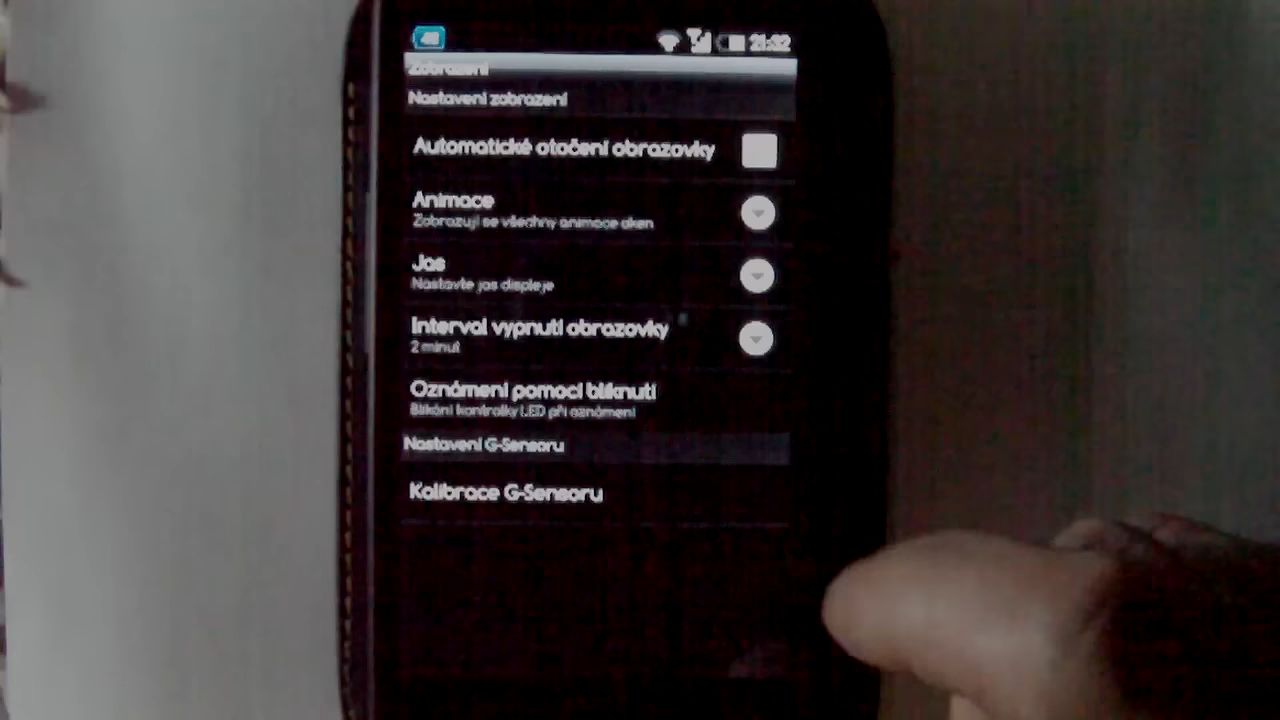 21:32
Zobrazení
Nastavení zobrazení
Automatické otočení obrazovky
Animace
Zobrazují se všechny animace oken
Jas
Nastavte jas displeje
Interval vypnutí obrazovky
2 minut
Oznámení pomocí bliknutí
Blikání kontrolky LED při oznámení
Nastavení G-Sensoru
Kalibrace G-Sensoru